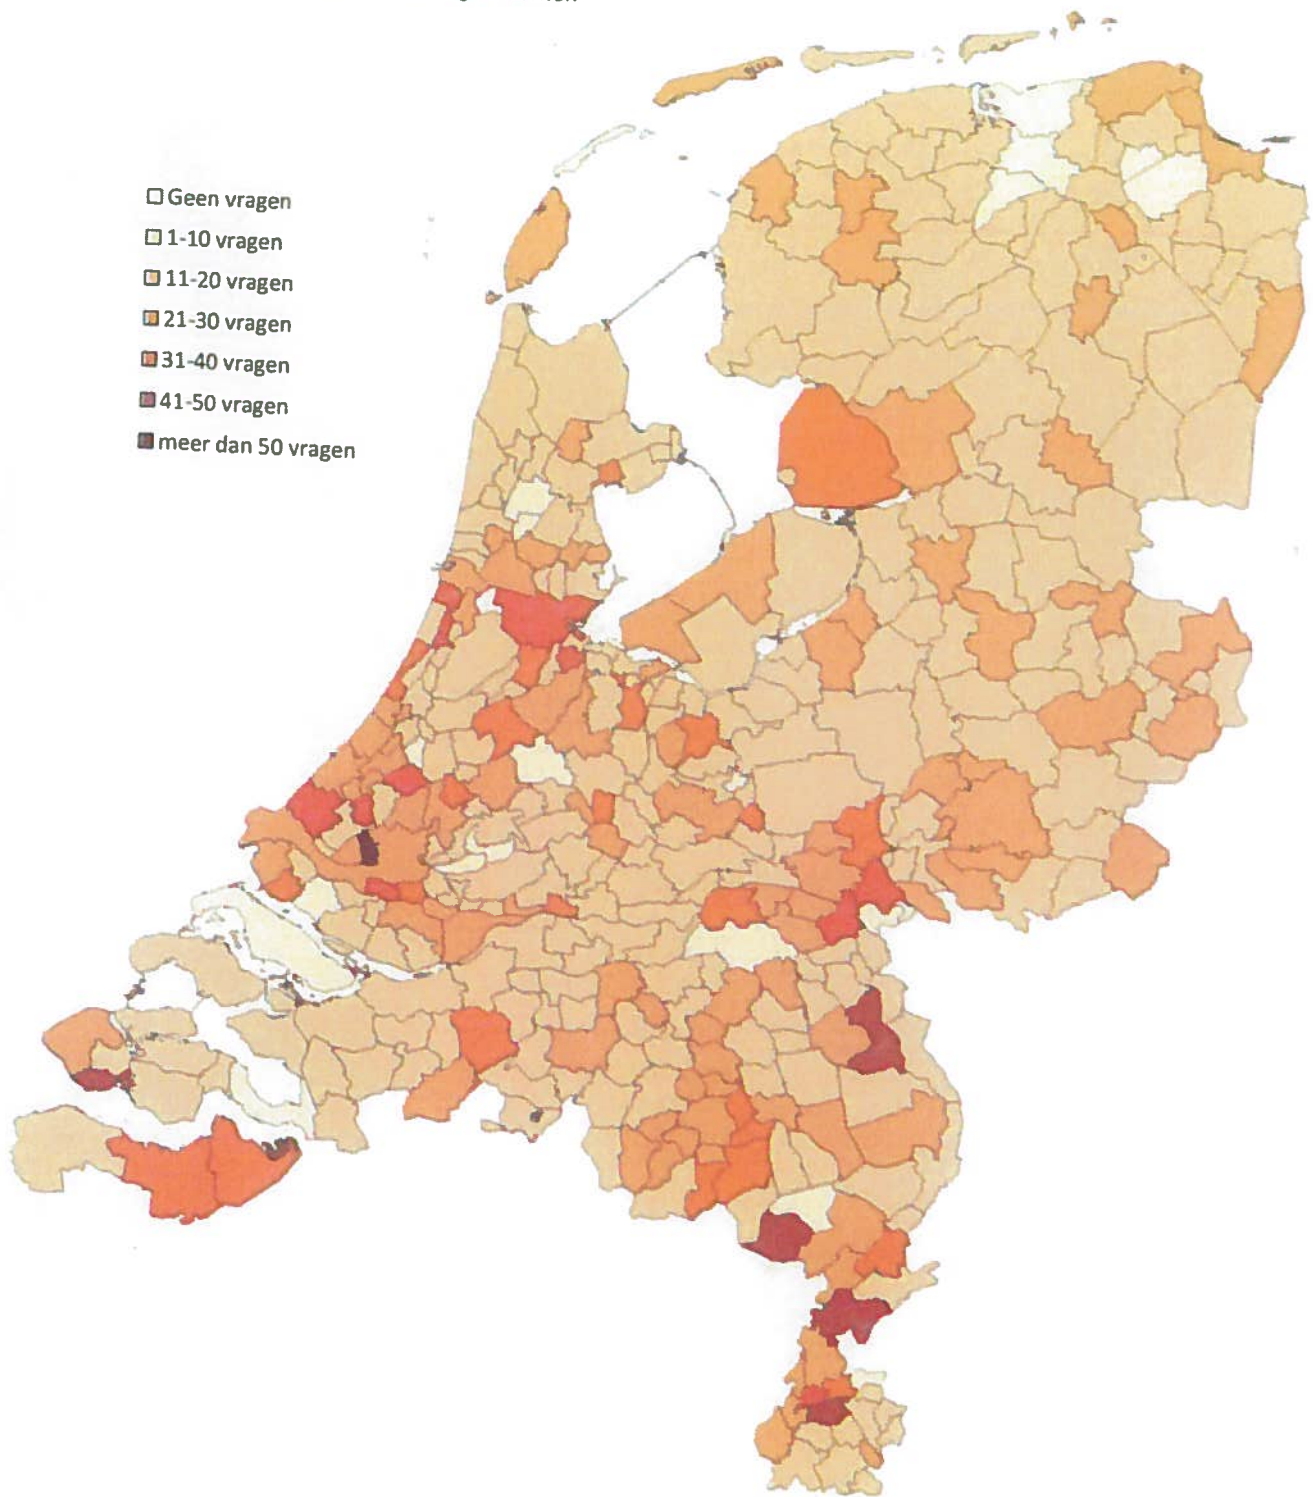 Geen vragen
1-10 vragen
11-20 vragen
21-30 vragen
31-40 vragen
41-50 vragen
meer dan 50 vragen